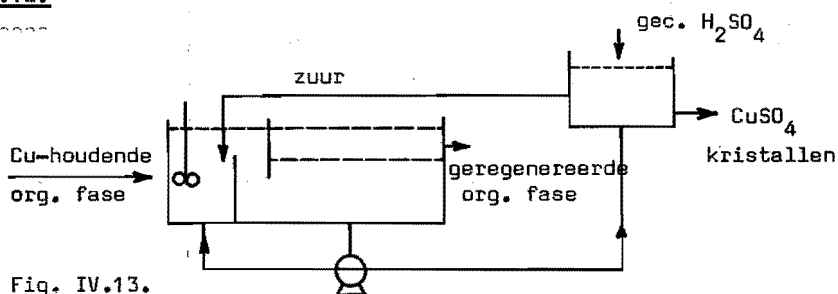 gec. H₂SO₄
zuur
CuSO₄
kristallen
Cu-houdende
org. fase
geregenereerde
org. fase
Fig. IV.13.